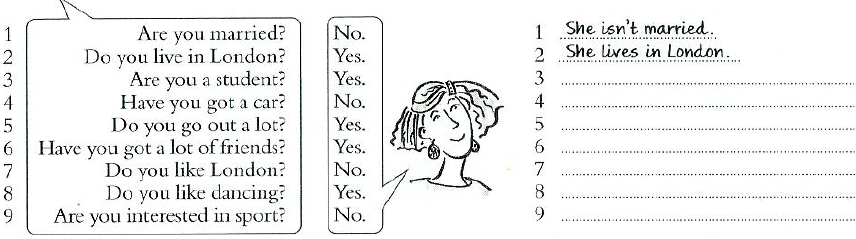 1 Are you married? No. 1 She isn't married.
2 Do you live in London? Yes. 2 She lives in London.
3 Are you a student? Yes. 3
4 Have you got a car? No. 4
5 Do you go out a lot? Yes. 5
6 Have you got a lot of friends? Yes. 6
7 Do you like London? No. 7
8 Do you like dancing? Yes. 8
9 Are you interested in sport? No. 9